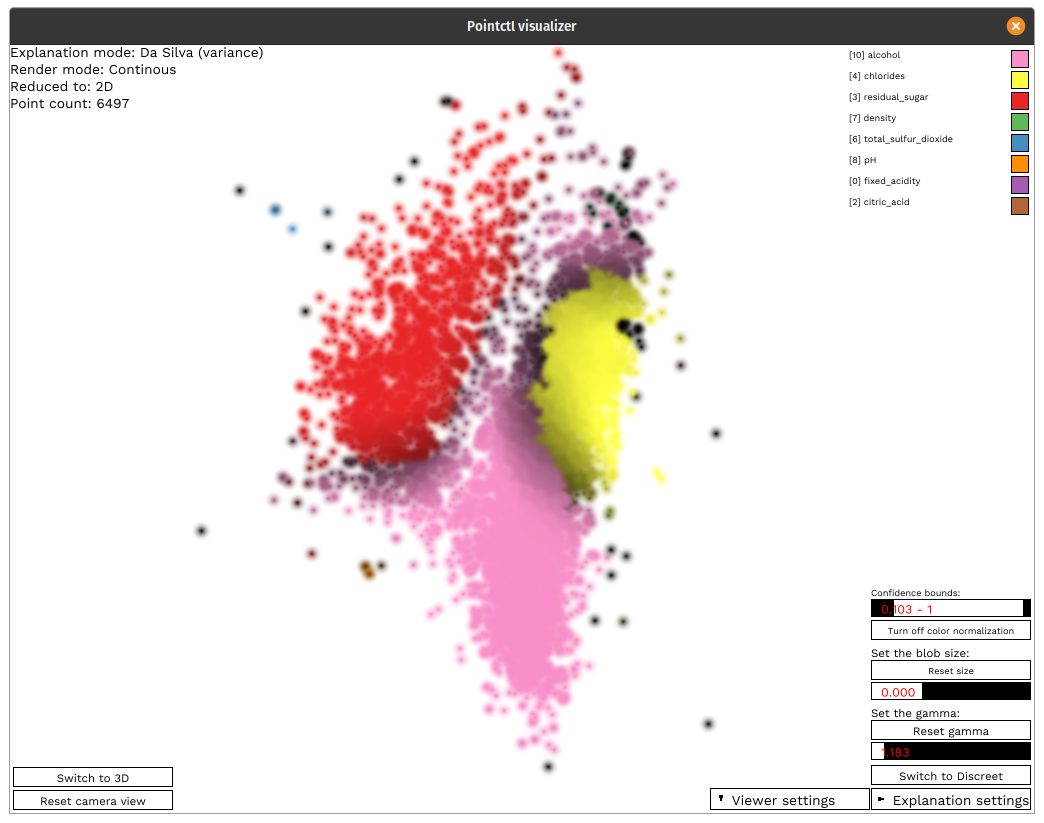 Pointctl visualizer
Explanation mode: Da Silva (variance)
Render mode: Continous
Reduced to: 2D
Point count: 6497
[10] alcohol
[4] chlorides
[3] residual_sugar
[7] density
[6] total_sulfur_dioxide
[8] pH
[0] fixed_acidity
[2] citric_acid
Confidence bounds:
0.103 - 1
Turn off color normalization
Set the blob size:
Reset size
0.000
Set the gamma:
Reset gamma
1.183
Switch to Discreet
Switch to 3D
Reset camera view
Viewer settings
Explanation settings